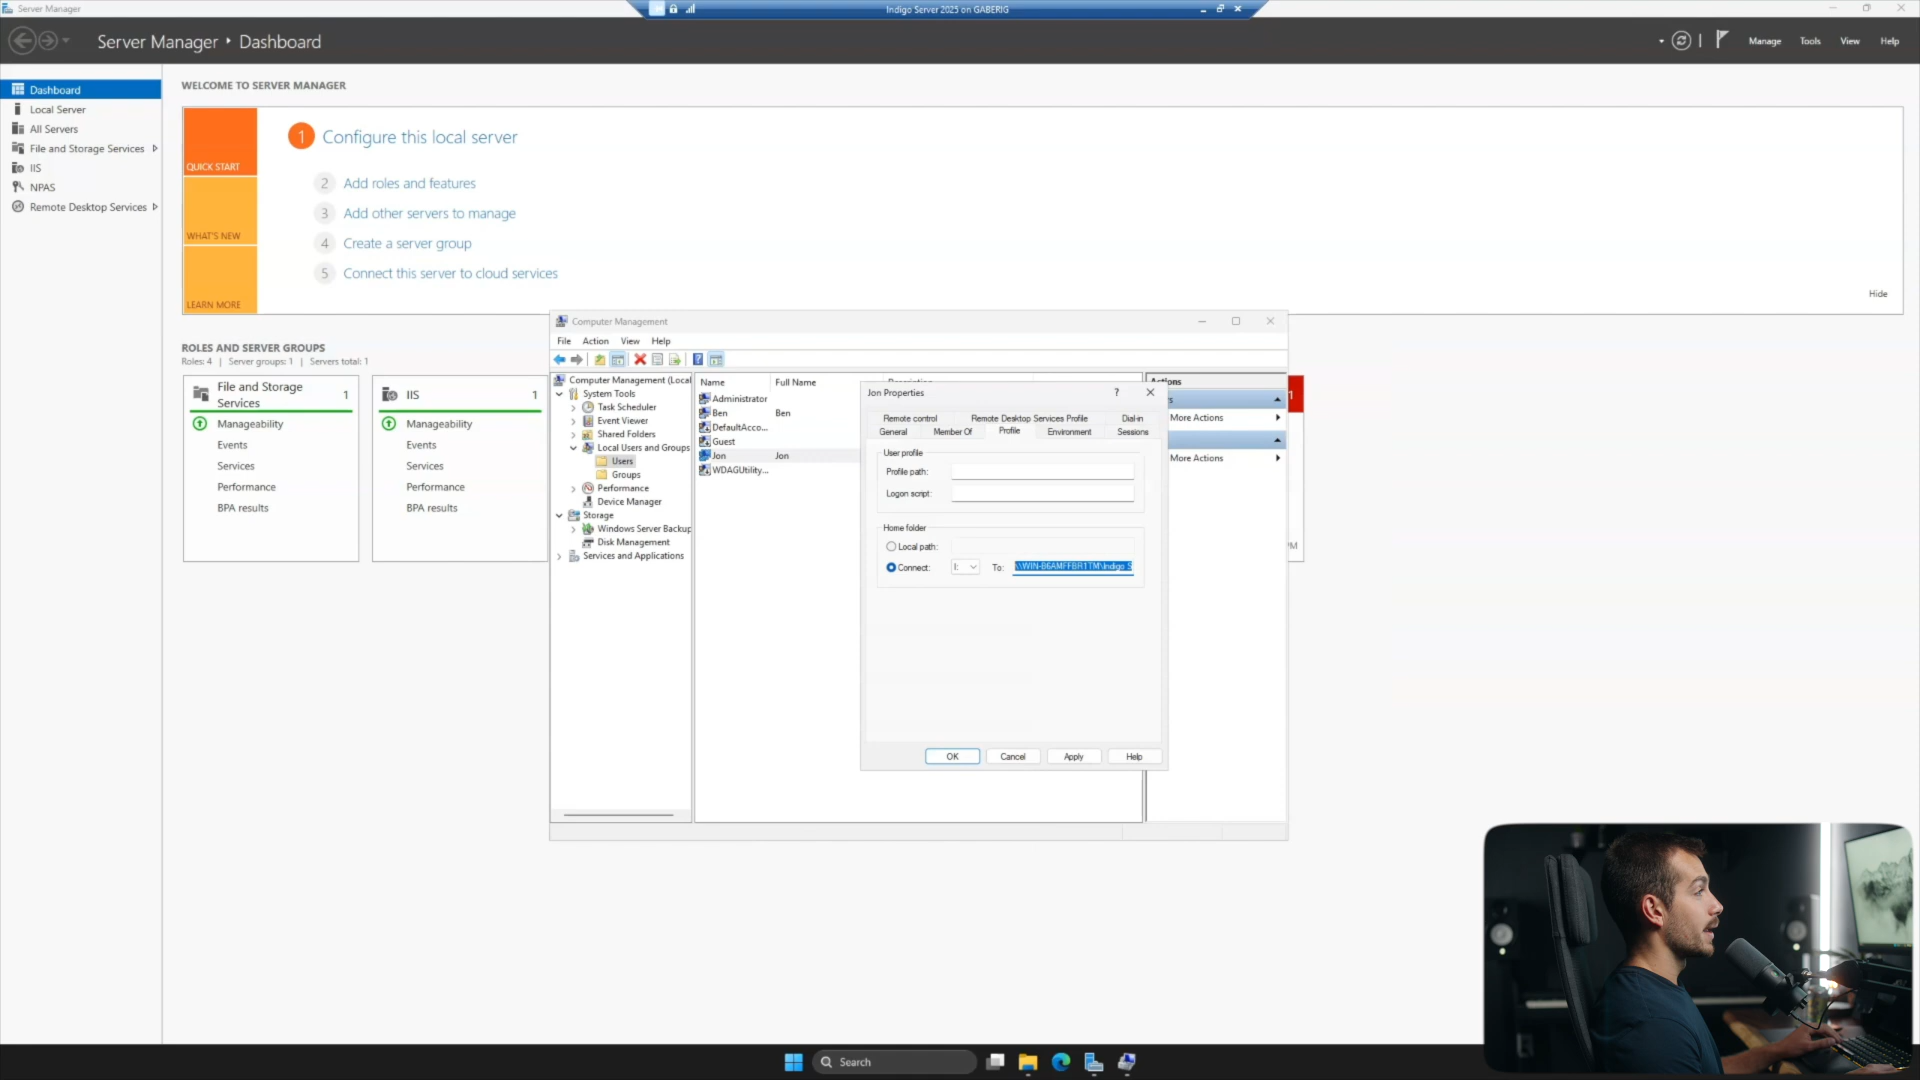 Server Manager
Indigo Server 2025 on GABERIG
Server Manager • Dashboard
Manage Tools View Help
Dashboard
Local Server
All Servers
File and Storage Services
IIS
NPAS
Remote Desktop Services
WELCOME TO SERVER MANAGER
QUICK START
WHAT'S NEW
LEARN MORE
1 Configure this local server
2 Add roles and features
3 Add other servers to manage
4 Create a server group
5 Connect this server to cloud services
Hide
ROLES AND SERVER GROUPS
Roles: 4 | Server groups: 1 | Servers total: 1
File and Storage Services 1
Manageability
Events
Services
Performance
BPA results
IIS 1
Manageability
Events
Services
Performance
BPA results
1
PM
Computer Management
File Action View Help
Computer Management (Local
System Tools
Task Scheduler
Event Viewer
Shared Folders
Local Users and Groups
Users
Groups
Performance
Device Manager
Storage
Windows Server Backup
Disk Management
Services and Applications
Name Full Name
Administrator
Ben Ben
DefaultAcco...
Guest
Jon Jon
WDAGUtility...
Actions
More Actions
More Actions
Jon Properties
Remote control Remote Desktop Services Profile Dial-in
General Member Of Profile Environment Sessions
User profile
Profile path:
Logon script:
Home folder
Local path:
Connect: I: To: \\WIN-B6AMFFBR1TM\Indigo S
OK Cancel Apply Help
Search